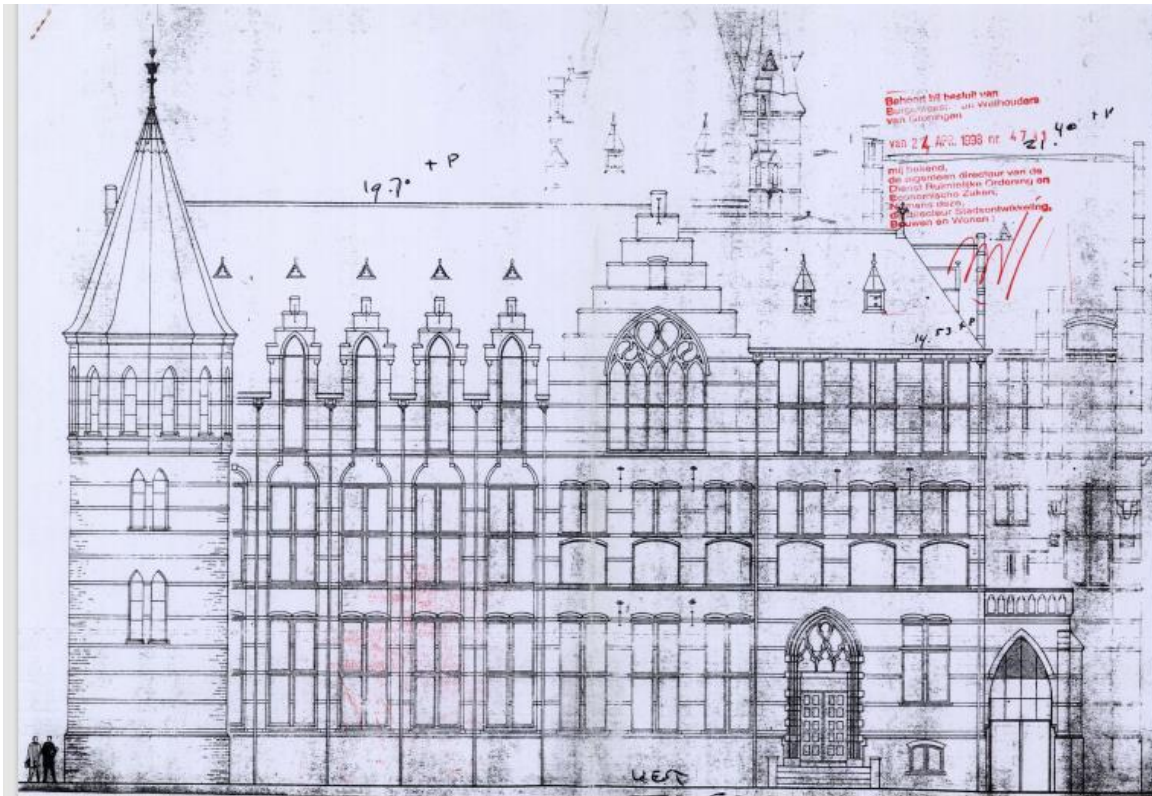 Behoort bij besluit van
Burgemeester en Wethouders
van Groningen
van 24 APR. 1998 nr. 47
21.40 + P
mij bekend,
de algemeen directeur van de
Dienst Ruimtelijke Ordening en
Economische Zaken,
Namens deze,
de directeur Stadsontwikkeling,
Bouwen en Wonen :
19.70 + P
14.53 + P
WEST